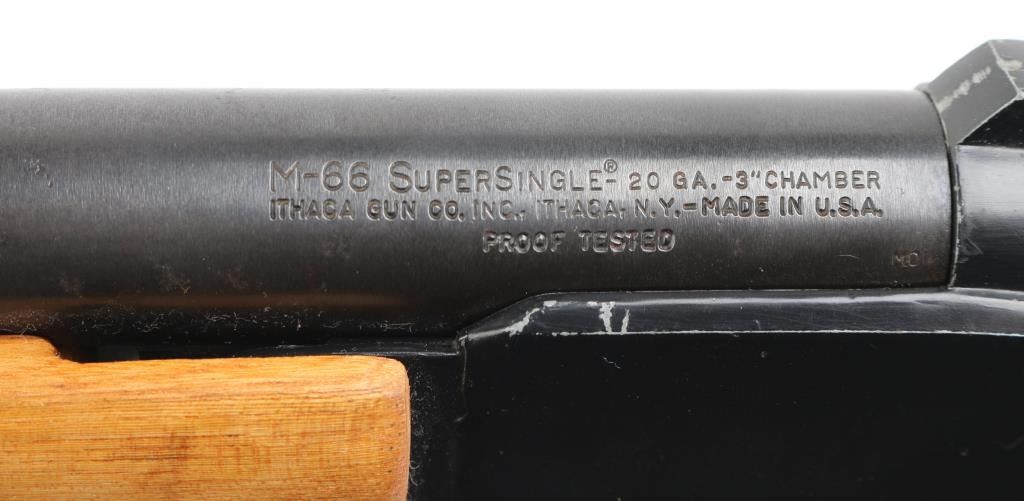 M-66 SUPERSINGLE®- 20 GA.-3" CHAMBER
ITHACA GUN CO. INC., ITHACA, N.Y.-MADE IN U.S.A.
PROOF TESTED